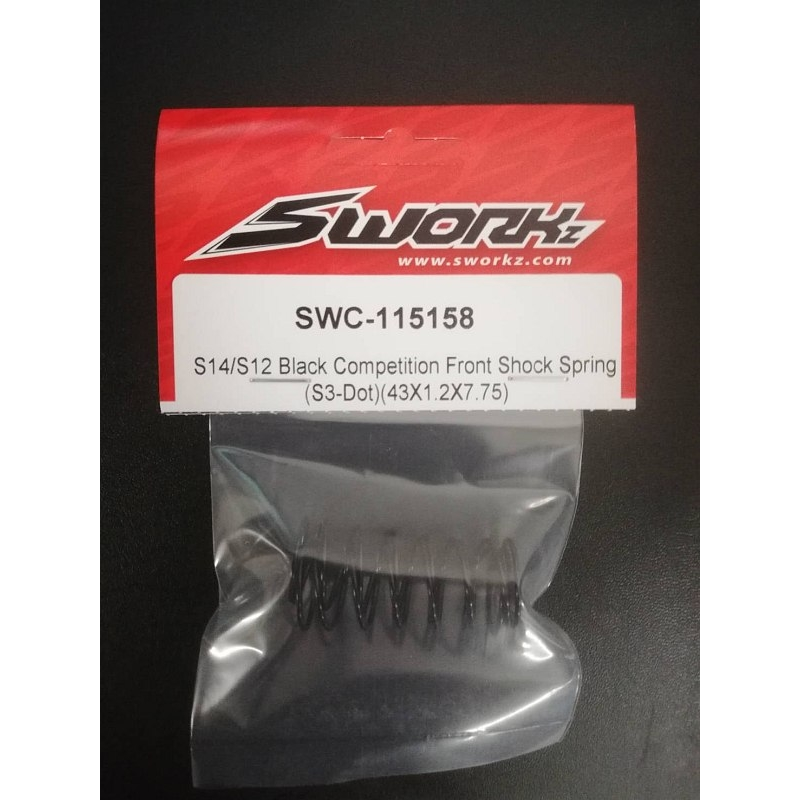 SWORKz
www.sworkz.com
SWC-115158
S14/S12 Black Competition Front Shock Spring
(S3-Dot)(43X1.2X7.75)